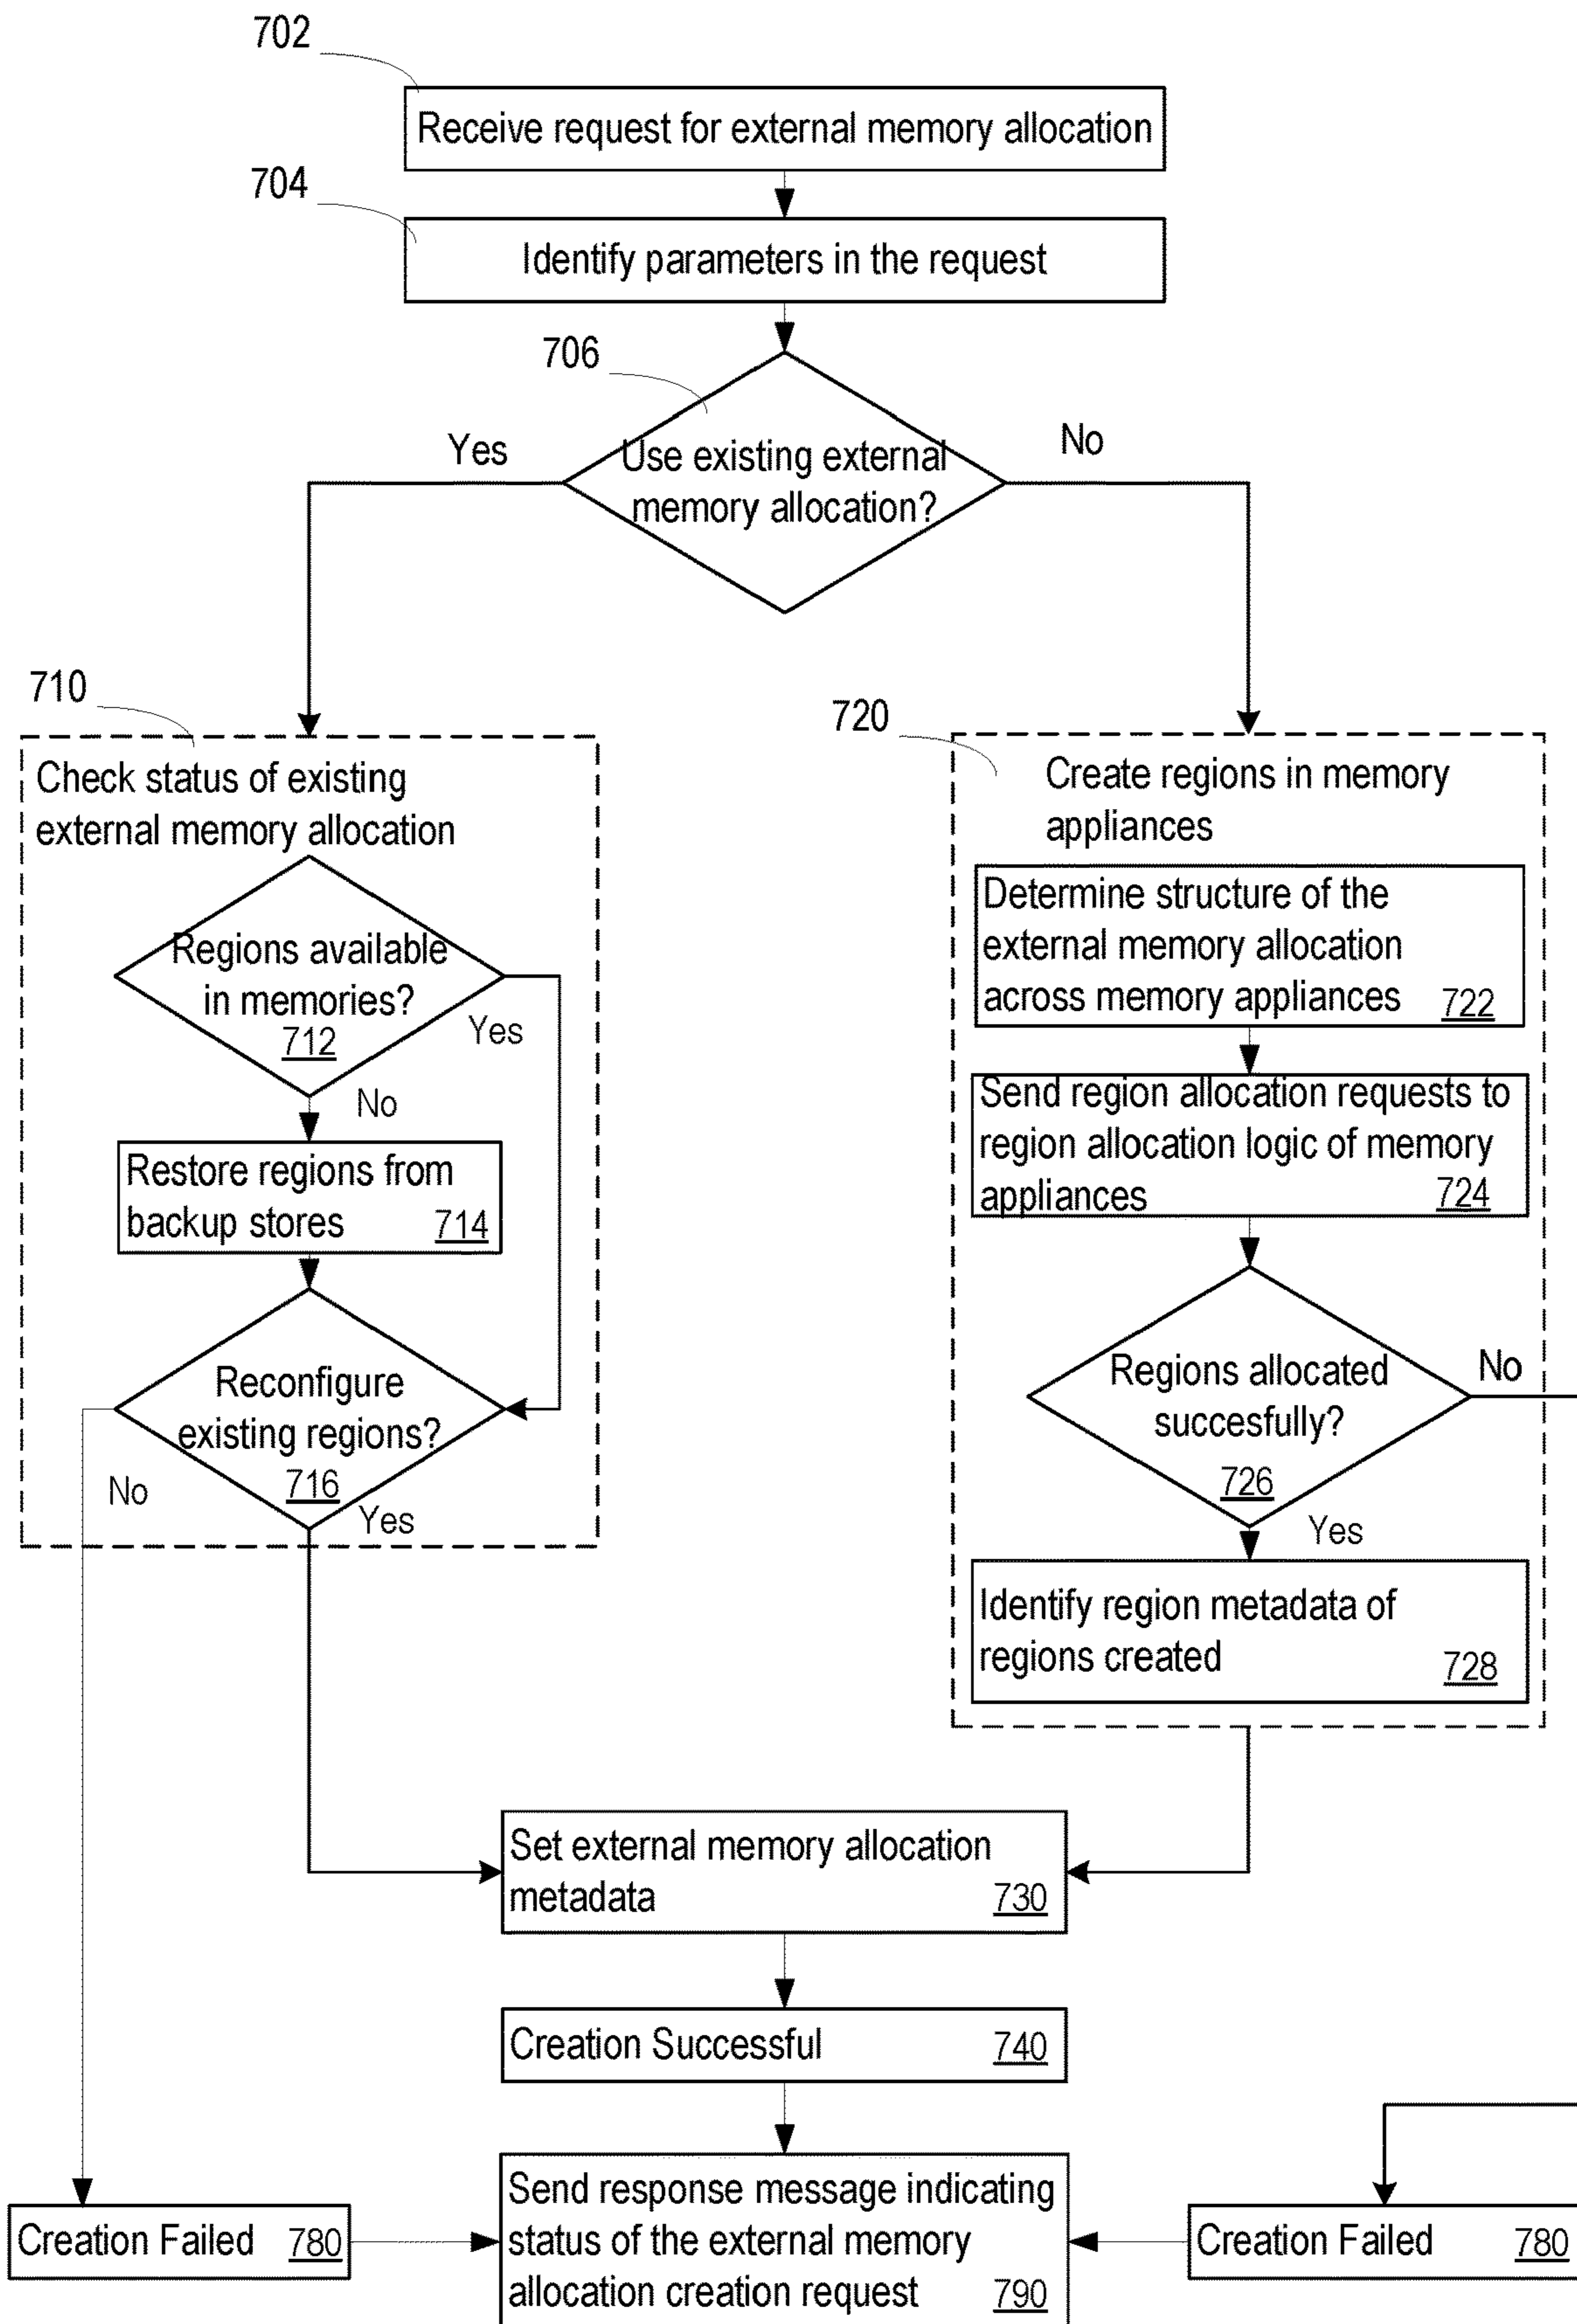 702
Receive request for external memory allocation
704
Identify parameters in the request
706
Use existing external
memory allocation?
Yes
No
710
Check status of existing
external memory allocation
Regions available
in memories?
712
Yes
No
Restore regions from
backup stores 714
Reconfigure
existing regions?
716
No
Yes
720
Create regions in memory
appliances
Determine structure of the
external memory allocation
across memory appliances 722
Send region allocation requests to
region allocation logic of memory
appliances 724
Regions allocated
succesfully?
726
No
Yes
Identify region metadata of
regions created 728
Set external memory allocation
metadata 730
Creation Successful 740
Creation Failed 780
Send response message indicating
status of the external memory
allocation creation request 790
Creation Failed 780